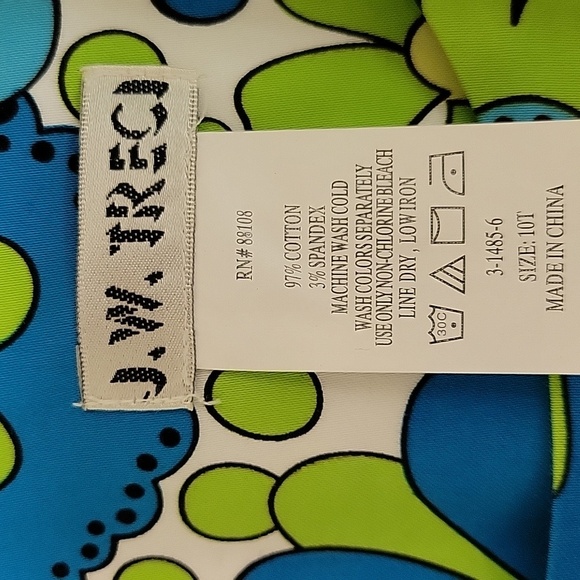 J.W. TRECI
RN# 88108
97% COTTON
3% SPANDEX
MACHINE WASH COLD
WASH COLORS SEPARATELY
USE ONLY NON-CHLORINE BLEACH
LINE DRY, LOW IRON
30C
3-1485-6
SIZE: 10T
MADE IN CHINA